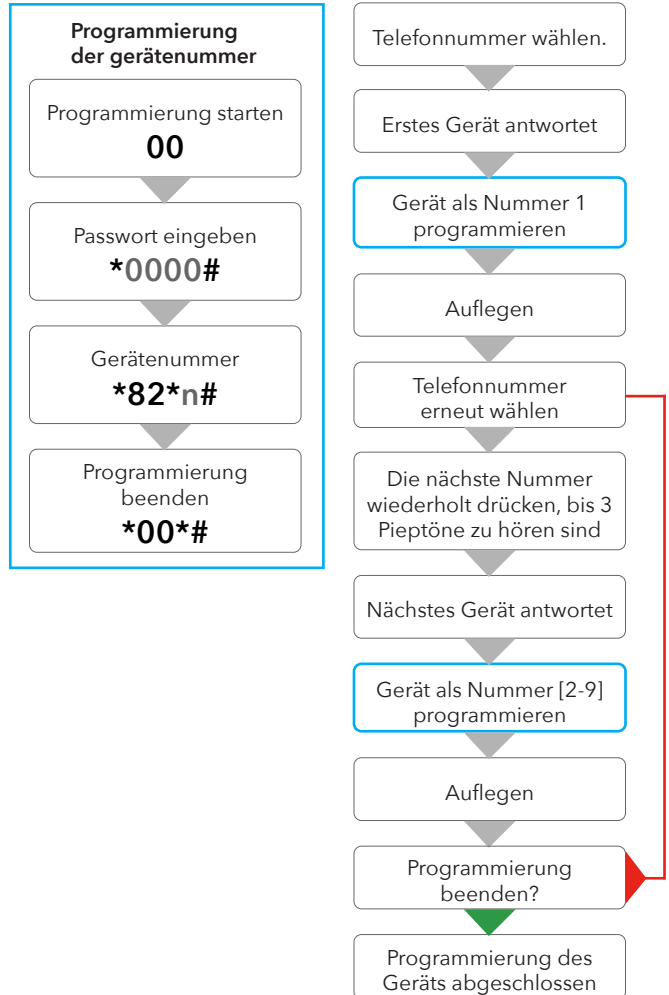 Programmierung
der gerätenummer
Programmierung starten
00
Passwort eingeben
*0000#
Gerätenummer
*82*n#
Programmierung
beenden
*00*#
Telefonnummer wählen.
Erstes Gerät antwortet
Gerät als Nummer 1
programmieren
Auflegen
Telefonnummer
erneut wählen
Die nächste Nummer
wiederholt drücken, bis 3
Pieptöne zu hören sind
Nächstes Gerät antwortet
Gerät als Nummer [2-9]
programmieren
Auflegen
Programmierung
beenden?
Programmierung des
Geräts abgeschlossen